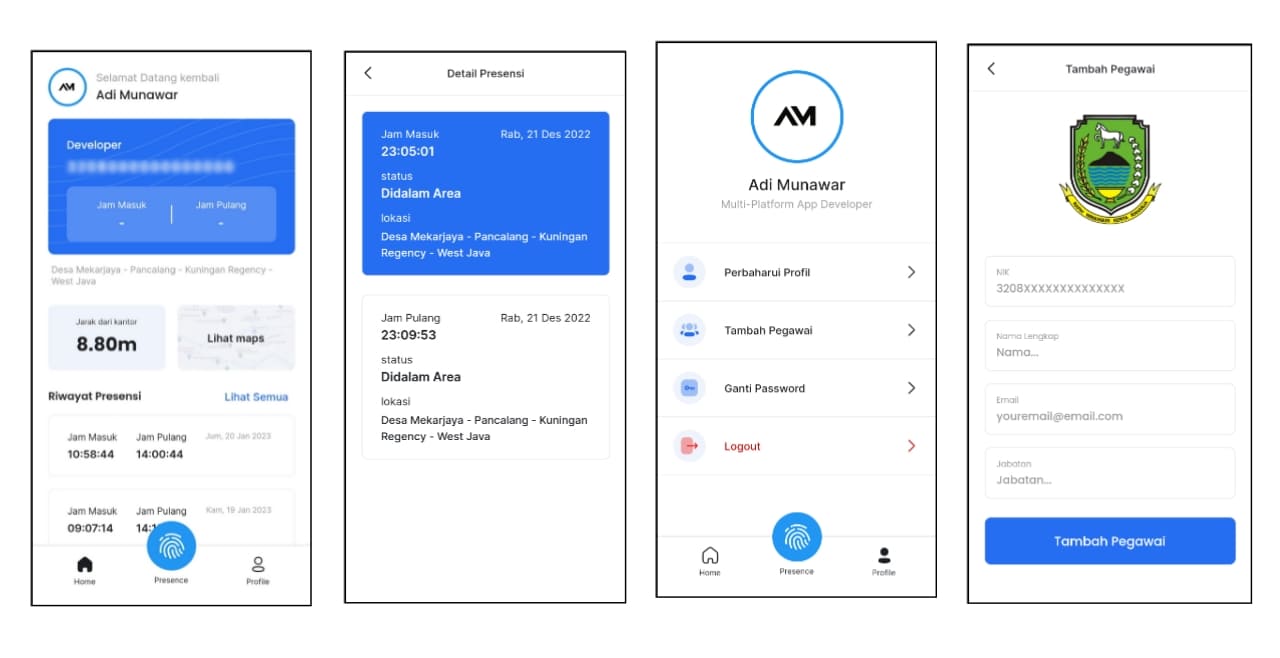 AM
Selamat Datang kembali
Adi Munawar
Developer
Jam Masuk
Jam Pulang
-
-
Desa Mekarjaya - Pancalang - Kuningan Regency -
West Java
Jarak dari kantor
8.80m
Lihat maps
Riwayat Presensi
Lihat Semua
Jam Masuk
Jam Pulang
Jum, 20 Jan 2023
10:58:44
14:00:44
Jam Masuk
Jam Pulang
Kam, 19 Jan 2023
09:07:14
Home
Presence
Profile
Detail Presensi
Jam Masuk
Rab, 21 Des 2022
23:05:01
status
Didalam Area
lokasi
Desa Mekarjaya - Pancalang - Kuningan
Regency - West Java
Jam Pulang
Rab, 21 Des 2022
23:09:53
status
Didalam Area
lokasi
Desa Mekarjaya - Pancalang - Kuningan
Regency - West Java
AM
Adi Munawar
Multi-Platform App Developer
Perbaharui Profil
Tambah Pegawai
Ganti Password
Logout
Home
Presence
Profile
Tambah Pegawai
NIK
3208XXXXXXXXXXXXXX
Nama Lengkap
Nama...
Email
youremail@email.com
Jabatan
Jabatan...
Tambah Pegawai